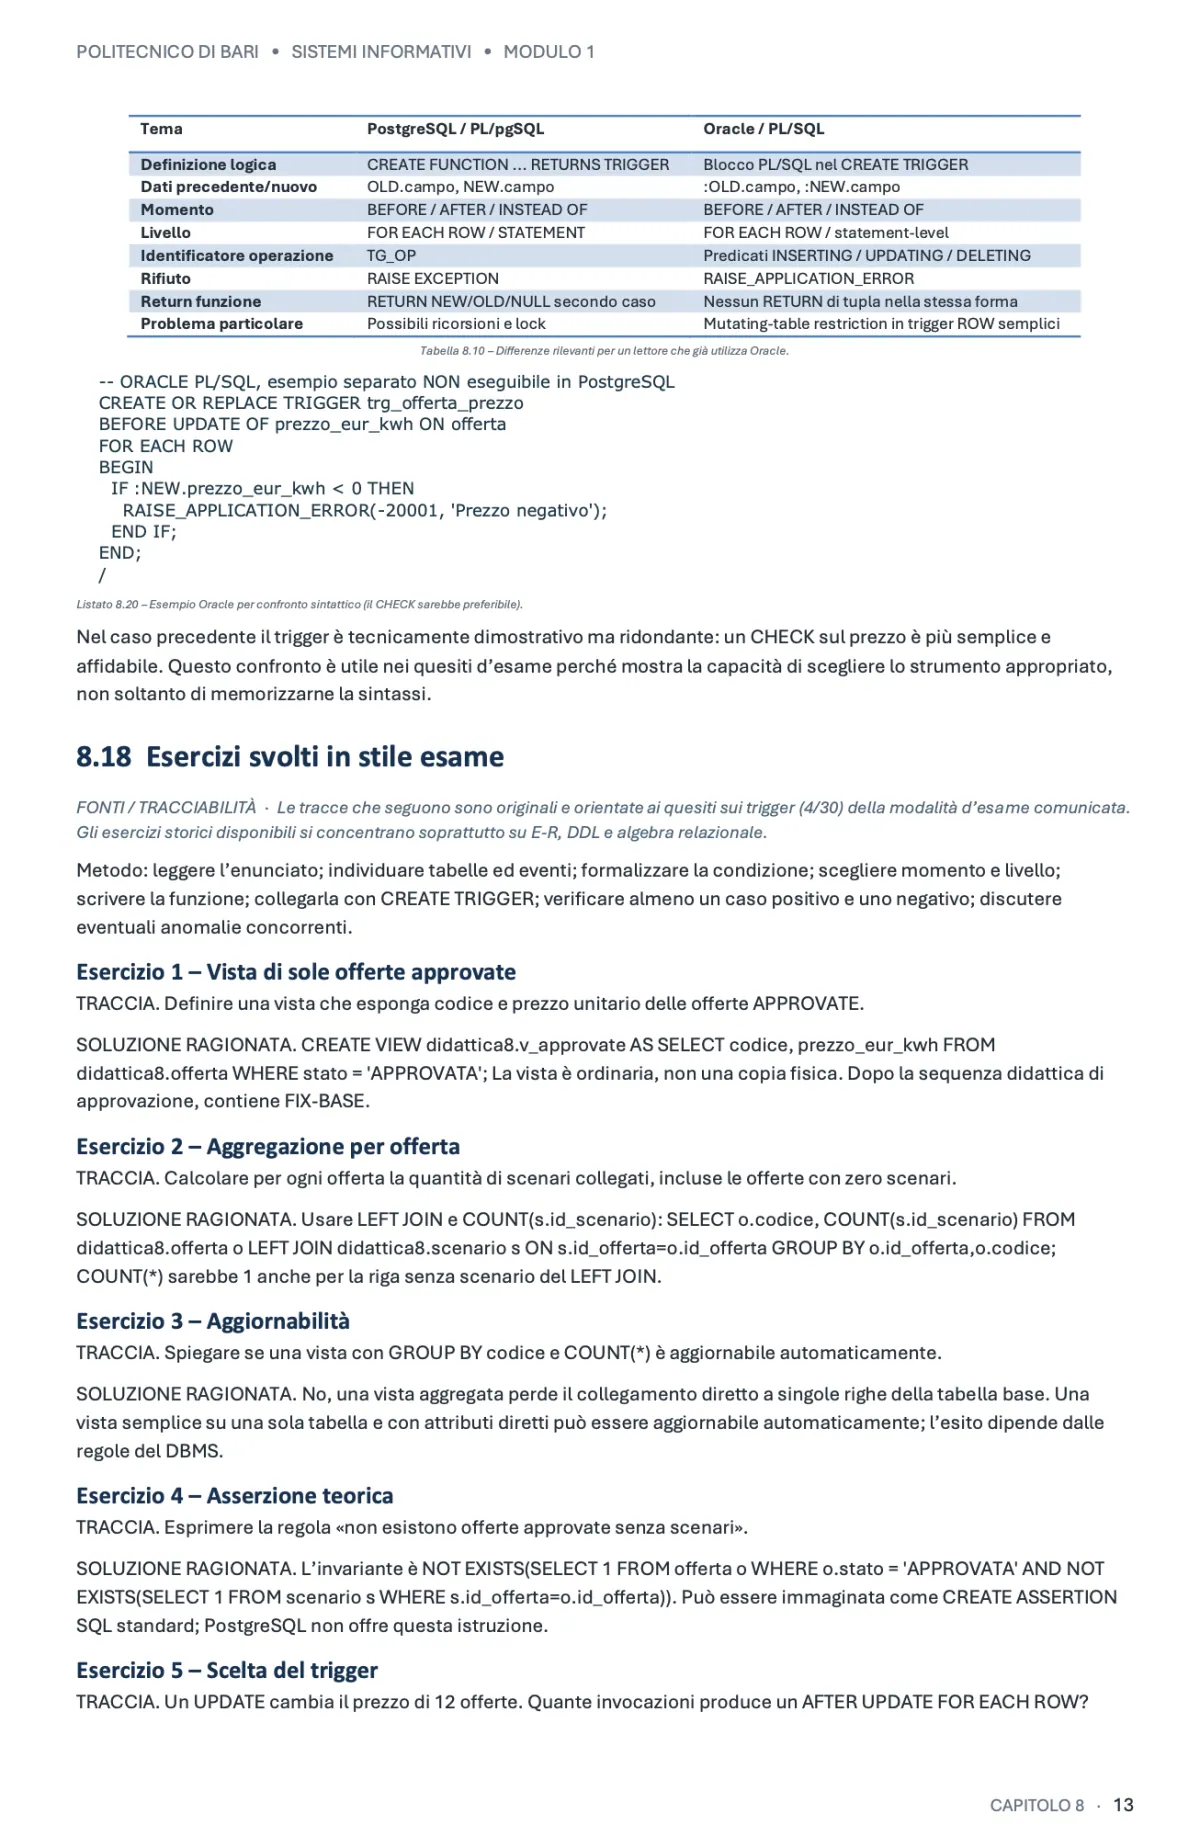 POLITECNICO DI BARI • SISTEMI INFORMATIVI • MODULO 1
Tema PostgreSQL / PL/pgSQL Oracle / PL/SQL
Definizione logica CREATE FUNCTION … RETURNS TRIGGER Blocco PL/SQL nel CREATE TRIGGER
Dati precedente/nuovo OLD.campo, NEW.campo :OLD.campo, :NEW.campo
Momento BEFORE / AFTER / INSTEAD OF BEFORE / AFTER / INSTEAD OF
Livello FOR EACH ROW / STATEMENT FOR EACH ROW / statement-level
Identificatore operazione TG_OP Predicati INSERTING / UPDATING / DELETING
Rifiuto RAISE EXCEPTION RAISE_APPLICATION_ERROR
Return funzione RETURN NEW/OLD/NULL secondo caso Nessun RETURN di tupla nella stessa forma
Problema particolare Possibili ricorsioni e lock Mutating-table restriction in trigger ROW semplici
Tabella 8.10 – Differenze rilevanti per un lettore che già utilizza Oracle.
-- ORACLE PL/SQL, esempio separato NON eseguibile in PostgreSQL
CREATE OR REPLACE TRIGGER trg_offerta_prezzo
BEFORE UPDATE OF prezzo_eur_kwh ON offerta
FOR EACH ROW
BEGIN
  IF :NEW.prezzo_eur_kwh < 0 THEN
    RAISE_APPLICATION_ERROR(-20001, 'Prezzo negativo');
  END IF;
END;
/
Listato 8.20 – Esempio Oracle per confronto sintattico (il CHECK sarebbe preferibile).
Nel caso precedente il trigger è tecnicamente dimostrativo ma ridondante: un CHECK sul prezzo è più semplice e
affidabile. Questo confronto è utile nei quesiti d’esame perché mostra la capacità di scegliere lo strumento appropriato,
non soltanto di memorizzarne la sintassi.
8.18 Esercizi svolti in stile esame
FONTI / TRACCIABILITÀ · Le tracce che seguono sono originali e orientate ai quesiti sui trigger (4/30) della modalità d’esame comunicata.
Gli esercizi storici disponibili si concentrano soprattutto su E-R, DDL e algebra relazionale.
Metodo: leggere l’enunciato; individuare tabelle ed eventi; formalizzare la condizione; scegliere momento e livello;
scrivere la funzione; collegarla con CREATE TRIGGER; verificare almeno un caso positivo e uno negativo; discutere
eventuali anomalie concorrenti.
Esercizio 1 – Vista di sole offerte approvate
TRACCIA. Definire una vista che esponga codice e prezzo unitario delle offerte APPROVATE.
SOLUZIONE RAGIONATA. CREATE VIEW didattica8.v_approvate AS SELECT codice, prezzo_eur_kwh FROM
didattica8.offerta WHERE stato = 'APPROVATA'; La vista è ordinaria, non una copia fisica. Dopo la sequenza didattica di
approvazione, contiene FIX-BASE.
Esercizio 2 – Aggregazione per offerta
TRACCIA. Calcolare per ogni offerta la quantità di scenari collegati, incluse le offerte con zero scenari.
SOLUZIONE RAGIONATA. Usare LEFT JOIN e COUNT(s.id_scenario): SELECT o.codice, COUNT(s.id_scenario) FROM
didattica8.offerta o LEFT JOIN didattica8.scenario s ON s.id_offerta=o.id_offerta GROUP BY o.id_offerta,o.codice;
COUNT(*) sarebbe 1 anche per la riga senza scenario del LEFT JOIN.
Esercizio 3 – Aggiornabilità
TRACCIA. Spiegare se una vista con GROUP BY codice e COUNT(*) è aggiornabile automaticamente.
SOLUZIONE RAGIONATA. No, una vista aggregata perde il collegamento diretto a singole righe della tabella base. Una
vista semplice su una sola tabella e con attributi diretti può essere aggiornabile automaticamente; l’esito dipende dalle
regole del DBMS.
Esercizio 4 – Asserzione teorica
TRACCIA. Esprimere la regola «non esistono offerte approvate senza scenari».
SOLUZIONE RAGIONATA. L’invariante è NOT EXISTS(SELECT 1 FROM offerta o WHERE o.stato = 'APPROVATA' AND NOT
EXISTS(SELECT 1 FROM scenario s WHERE s.id_offerta=o.id_offerta)). Può essere immaginata come CREATE ASSERTION
SQL standard; PostgreSQL non offre questa istruzione.
Esercizio 5 – Scelta del trigger
TRACCIA. Un UPDATE cambia il prezzo di 12 offerte. Quante invocazioni produce un AFTER UPDATE FOR EACH ROW?
CAPITOLO 8 · 13